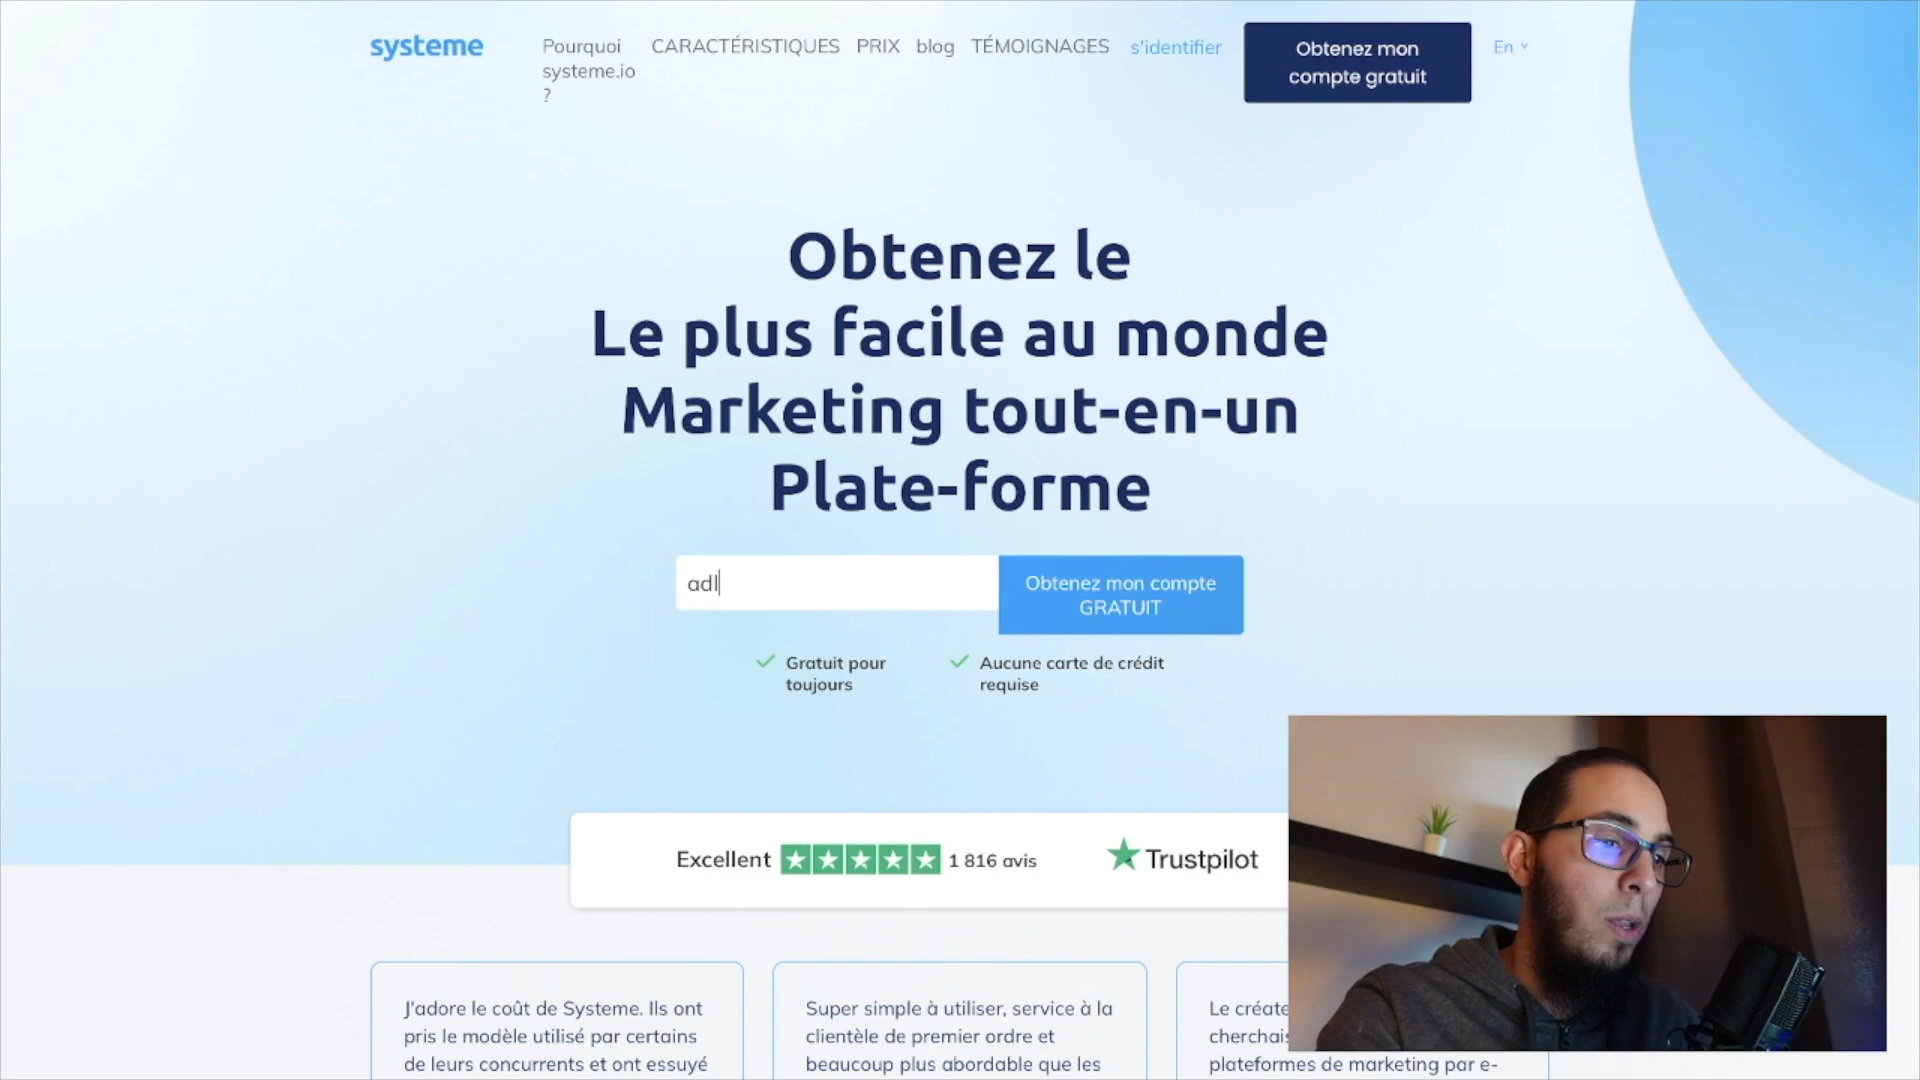 systeme
Pourquoi
systeme.io
?
CARACTÉRISTIQUES
PRIX
blog
TÉMOIGNAGES
s'identifier
Obtenez mon
compte gratuit
En
Obtenez le
Le plus facile au monde
Marketing tout-en-un
Plate-forme
adl
Obtenez mon compte
GRATUIT
Gratuit pour
toujours
Aucune carte de crédit
requise
Excellent
1 816 avis
Trustpilot
J'adore le coût de Systeme. Ils ont
pris le modèle utilisé par certains
de leurs concurrents et ont essuyé
Super simple à utiliser, service à la
clientèle de premier ordre et
beaucoup plus abordable que les
Le créate
cherchais
plateformes de marketing par e-